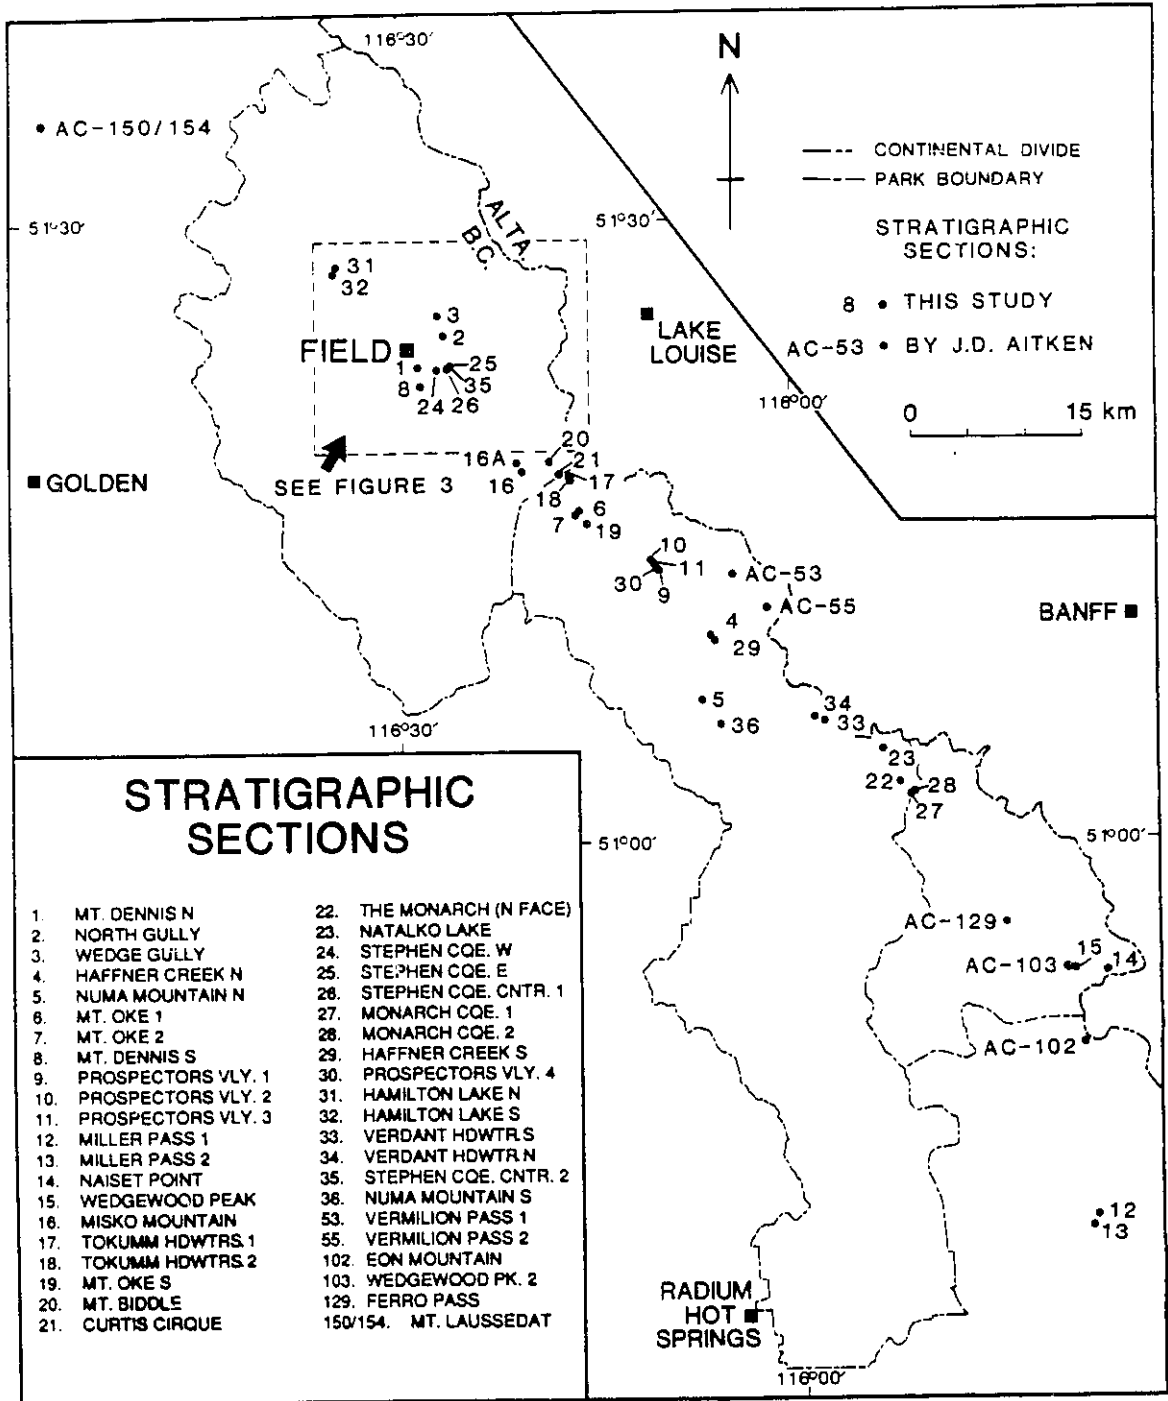 116°30′
N
AC-150/154
CONTINENTAL DIVIDE
PARK BOUNDARY
51°30′
ALTA
B.C.
51°30′
STRATIGRAPHIC
SECTIONS:
31
32
8 • THIS STUDY
AC-53 • BY J.D. AITKEN
3
2
LAKE
LOUISE
FIELD
1
25
8
35
24
26
116°00′
0 15 km
20
16A
21
16
17
18
SEE FIGURE 3
GOLDEN
6
7
19
10
11
30
9
AC-53
AC-55
BANFF
4
29
5
36
34
33
116°30′
23
22
28
27
51°00′
51°00′
AC-129
AC-103
15
14
AC-102
12
13
RADIUM
HOT
SPRINGS
116°00′
STRATIGRAPHIC
SECTIONS
1. MT. DENNIS N
2. NORTH GULLY
3. WEDGE GULLY
4. HAFFNER CREEK N
5. NUMA MOUNTAIN N
6. MT. OKE 1
7. MT. OKE 2
8. MT. DENNIS S
9. PROSPECTORS VLY. 1
10. PROSPECTORS VLY. 2
11. PROSPECTORS VLY. 3
12. MILLER PASS 1
13. MILLER PASS 2
14. NAISET POINT
15. WEDGEWOOD PEAK
16. MISKO MOUNTAIN
17. TOKUMM HDWTRS. 1
18. TOKUMM HDWTRS. 2
19. MT. OKE S
20. MT. BIDDLE
21. CURTIS CIRQUE
22. THE MONARCH (N FACE)
23. NATALKO LAKE
24. STEPHEN CQE. W
25. STEPHEN CQE. E
26. STEPHEN CQE. CNTR. 1
27. MONARCH CQE. 1
28. MONARCH CQE. 2
29. HAFFNER CREEK S
30. PROSPECTORS VLY. 4
31. HAMILTON LAKE N
32. HAMILTON LAKE S
33. VERDANT HDWTR S
34. VERDANT HDWTR N
35. STEPHEN CQE. CNTR. 2
36. NUMA MOUNTAIN S
53. VERMILION PASS 1
55. VERMILION PASS 2
102. EON MOUNTAIN
103. WEDGEWOOD PK. 2
129. FERRO PASS
150/154. MT. LAUSSEDAT